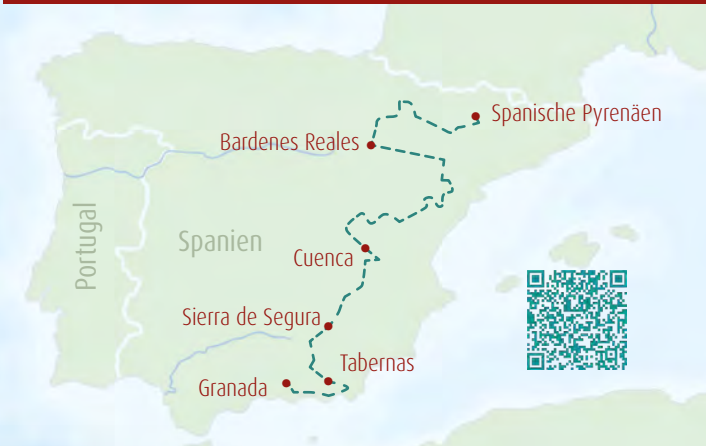 Spanische Pyrenäen
Bardenes Reales
Portugal
Spanien
Cuenca
Sierra de Segura
Tabernas
Granada